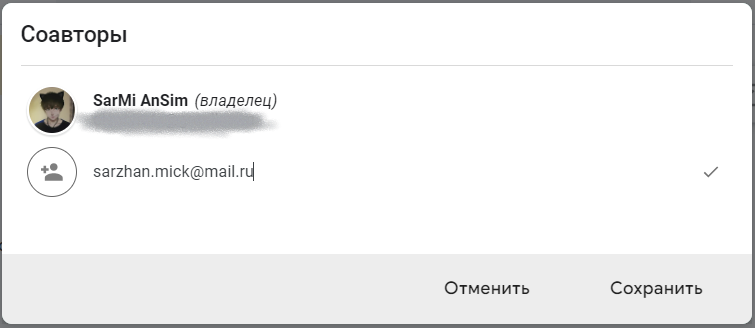 Соавторы
SarMi AnSim (владелец)
sarzhan.mick@mail.ru
Отменить
Сохранить